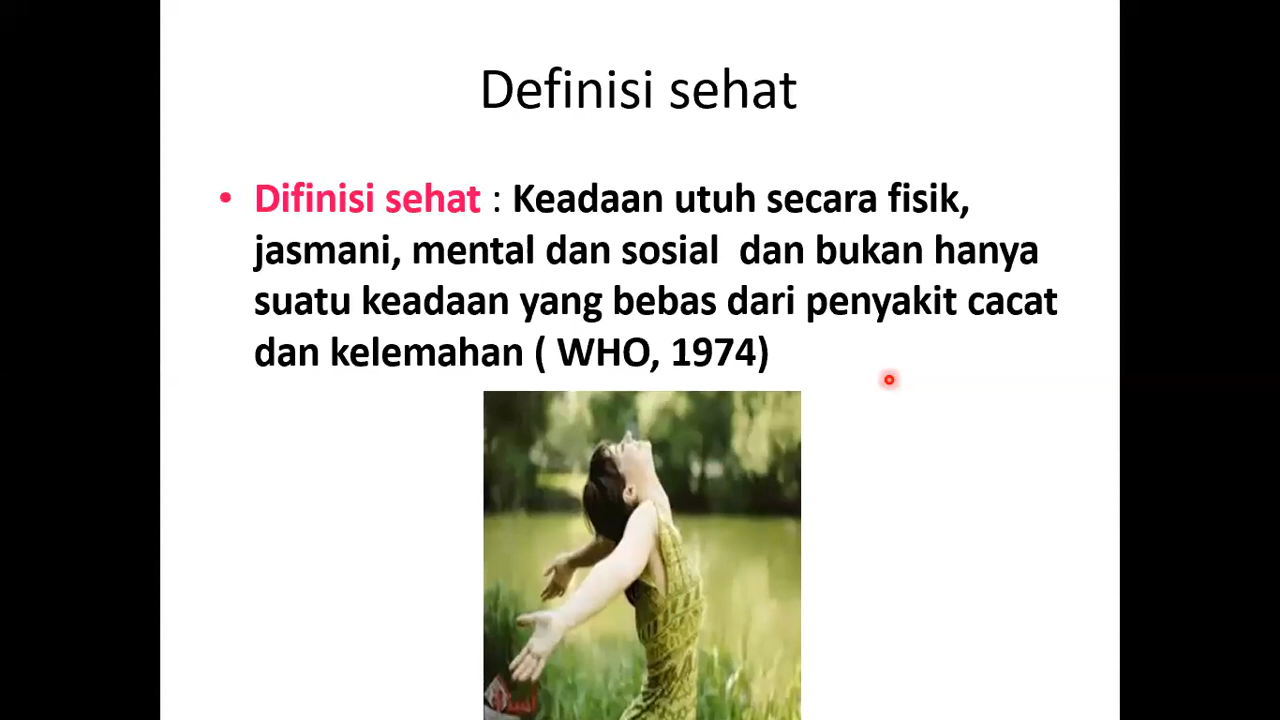 Definisi sehat
• Difinisi sehat : Keadaan utuh secara fisik,
jasmani, mental dan sosial dan bukan hanya
suatu keadaan yang bebas dari penyakit cacat
dan kelemahan ( WHO, 1974)